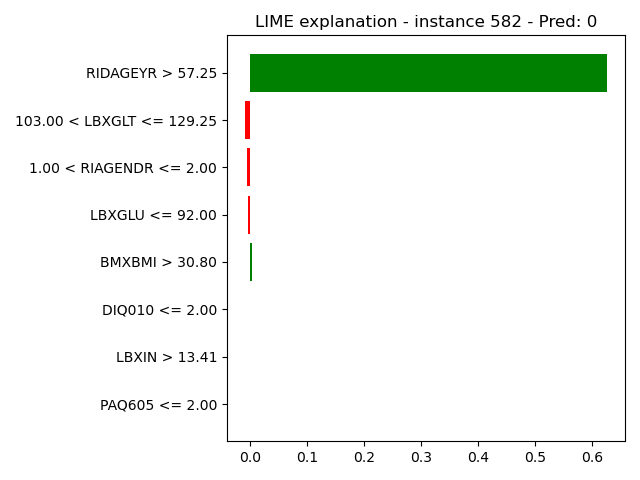 LIME explanation - instance 582 - Pred: 0
RIDAGEYR > 57.25
103.00 < LBXGLT <= 129.25
1.00 < RIAGENDR <= 2.00
LBXGLU <= 92.00
BMXBMI > 30.80
DIQ010 <= 2.00
LBXIN > 13.41
PAQ605 <= 2.00
0.0 0.1 0.2 0.3 0.4 0.5 0.6